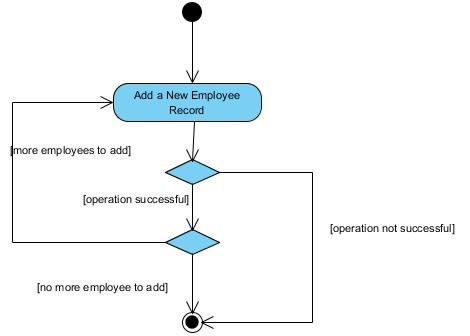 Add a New Employee
Record
[more employees to add]
[operation successful]
[operation not successful]
[no more employee to add]